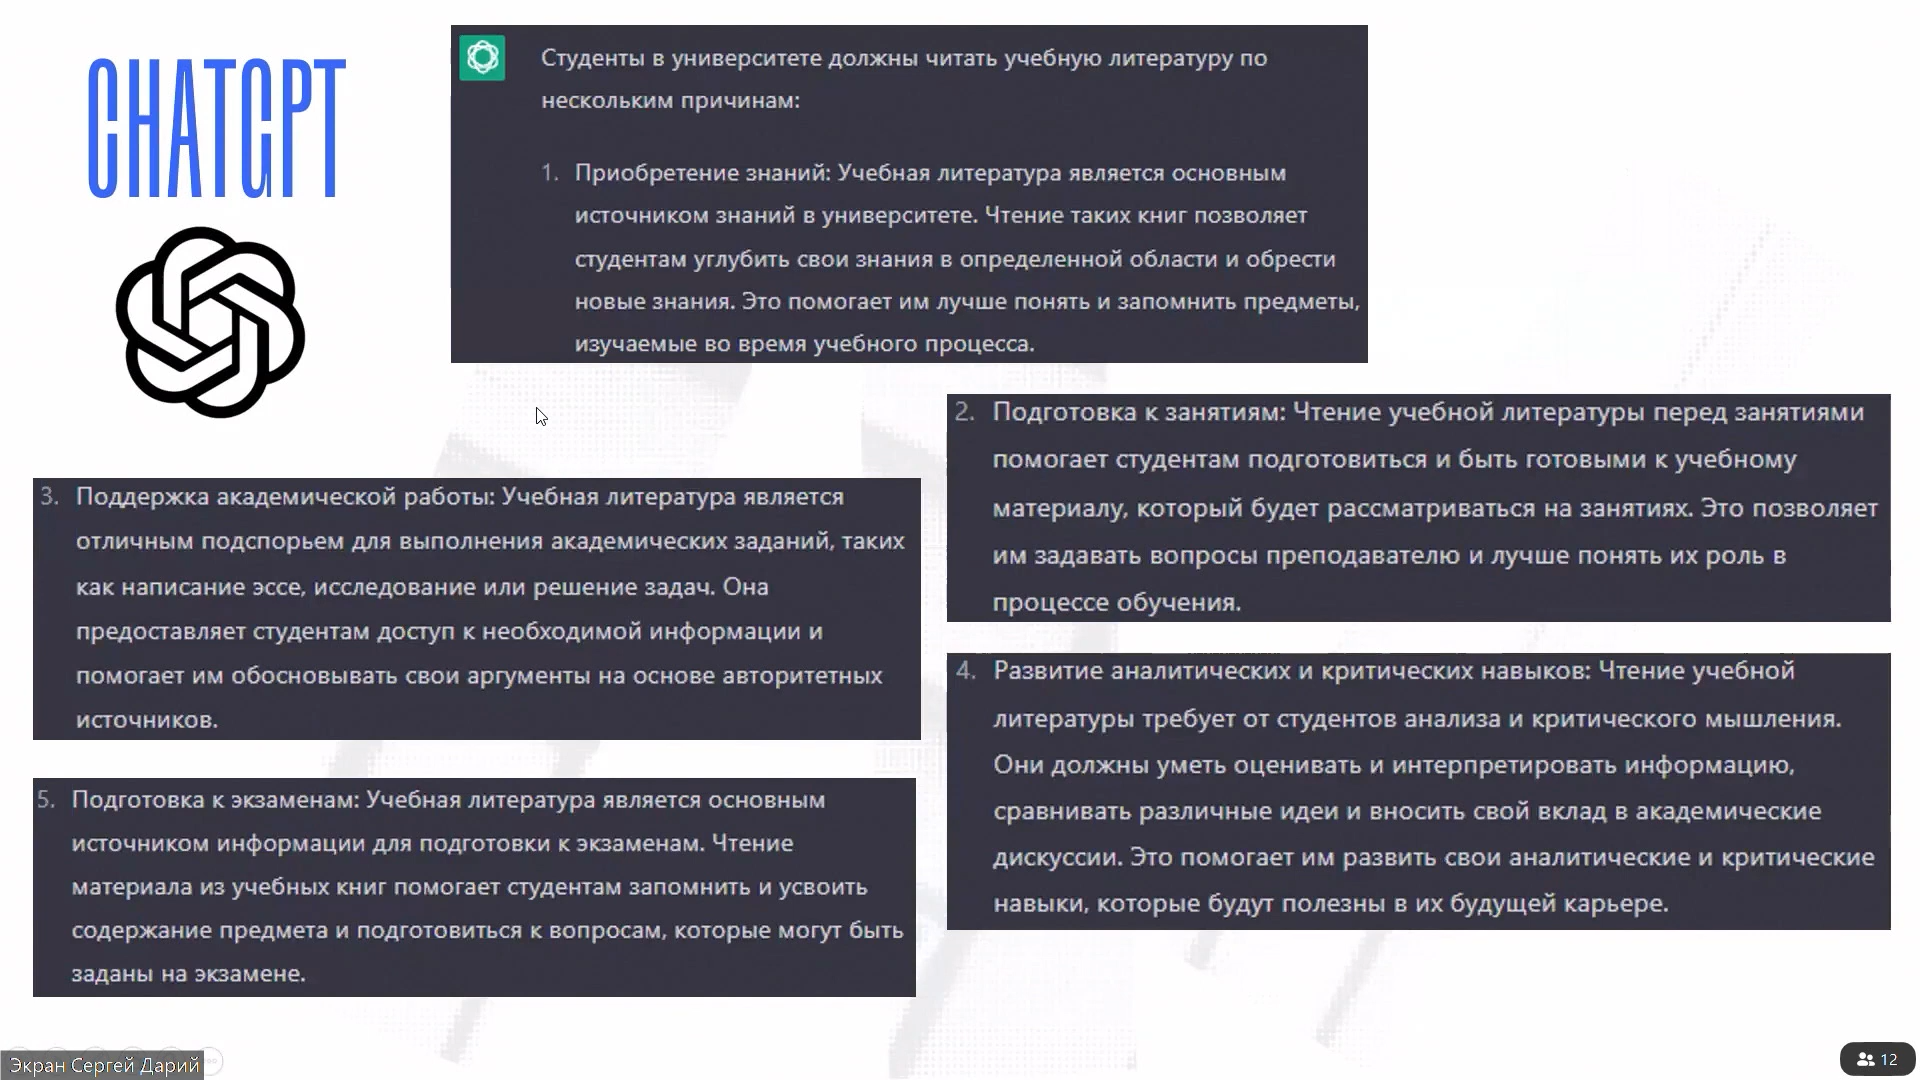 CHATGPT
Студенты в университете должны читать учебную литературу по
нескольким причинам:
1. Приобретение знаний: Учебная литература является основным
источником знаний в университете. Чтение таких книг позволяет
студентам углубить свои знания в определенной области и обрести
новые знания. Это помогает им лучше понять и запомнить предметы,
изучаемые во время учебного процесса.
2. Подготовка к занятиям: Чтение учебной литературы перед занятиями
помогает студентам подготовиться и быть готовыми к учебному
материалу, который будет рассматриваться на занятиях. Это позволяет
им задавать вопросы преподавателю и лучше понять их роль в
процессе обучения.
3. Поддержка академической работы: Учебная литература является
отличным подспорьем для выполнения академических заданий, таких
как написание эссе, исследование или решение задач. Она
предоставляет студентам доступ к необходимой информации и
помогает им обосновывать свои аргументы на основе авторитетных
источников.
4. Развитие аналитических и критических навыков: Чтение учебной
литературы требует от студентов анализа и критического мышления.
Они должны уметь оценивать и интерпретировать информацию,
сравнивать различные идеи и вносить свой вклад в академические
дискуссии. Это помогает им развить свои аналитические и критические
навыки, которые будут полезны в их будущей карьере.
5. Подготовка к экзаменам: Учебная литература является основным
источником информации для подготовки к экзаменам. Чтение
материала из учебных книг помогает студентам запомнить и усвоить
содержание предмета и подготовиться к вопросам, которые могут быть
заданы на экзамене.
Экран Сергей Дарий
12